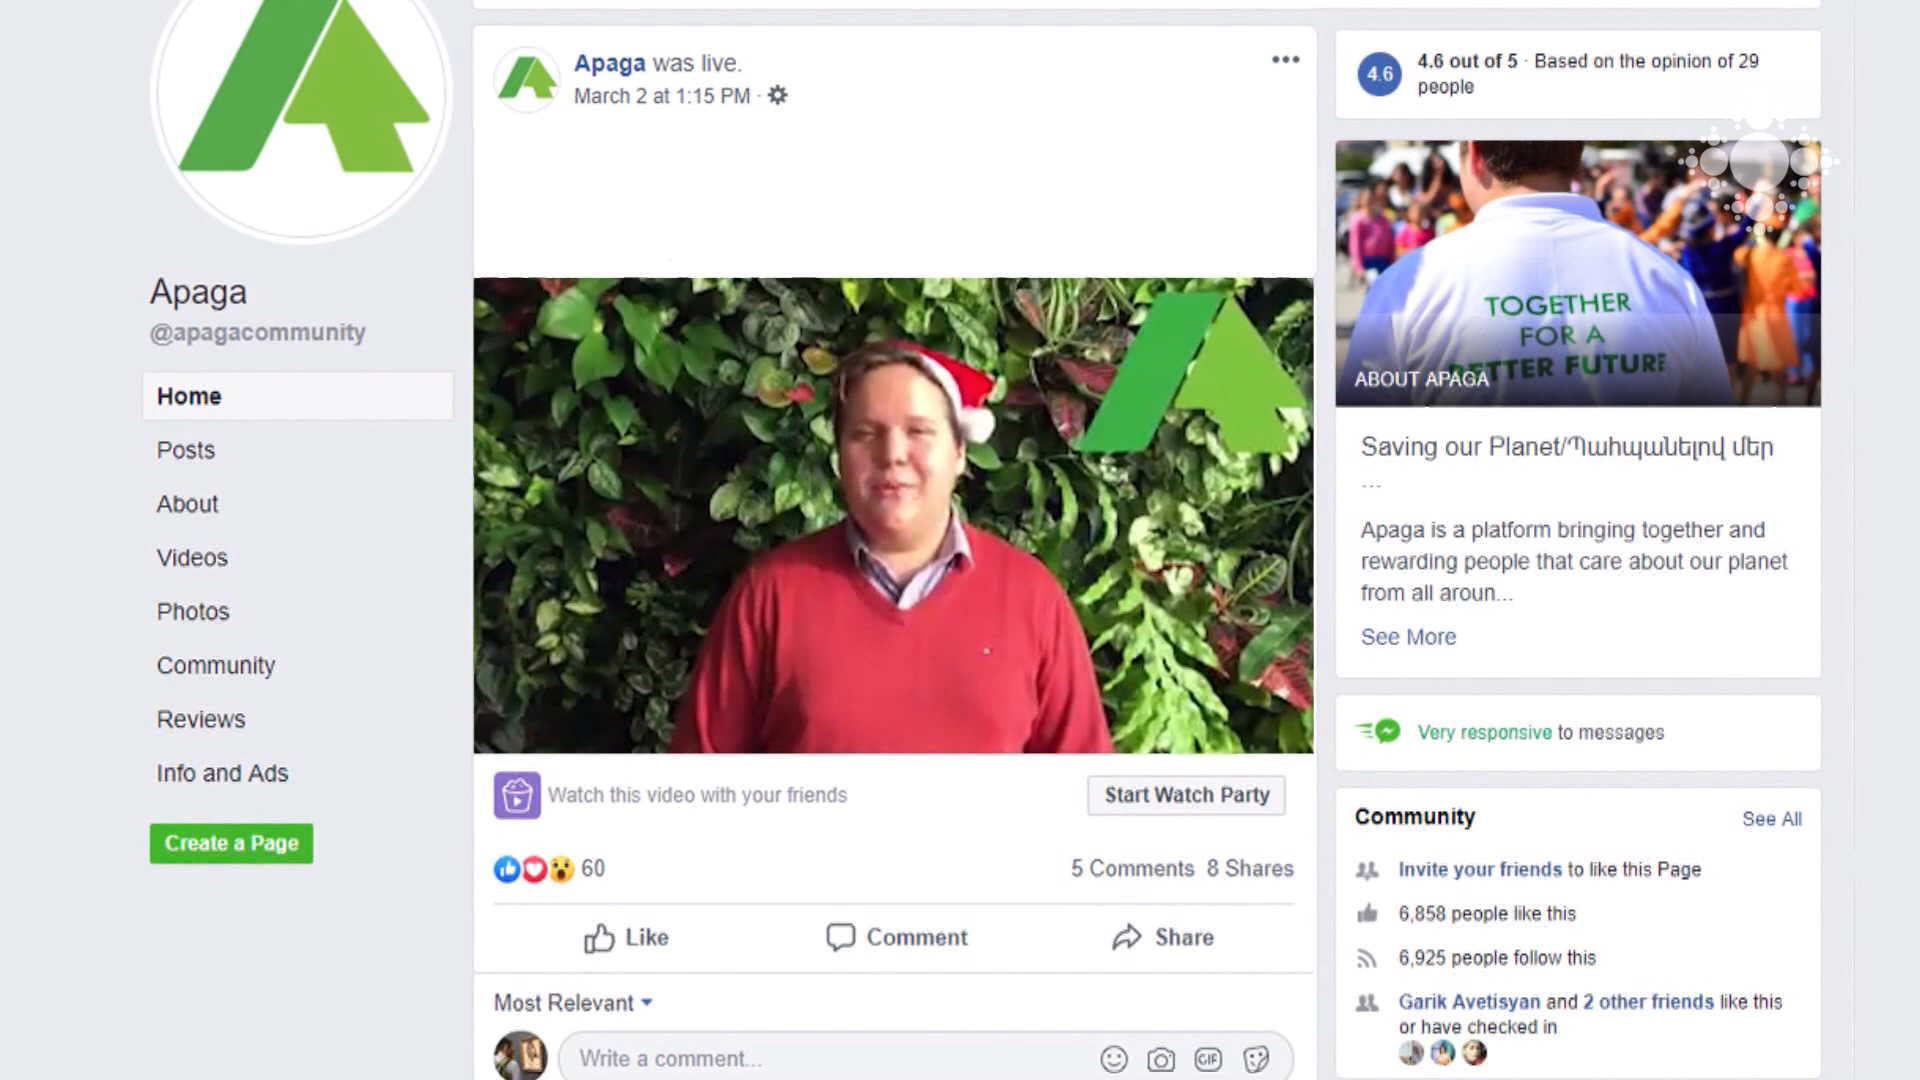 Apaga
@apagacommunity
Home
Posts
About
Videos
Photos
Community
Reviews
Info and Ads
Create a Page
Apaga was live.
March 2 at 1:15 PM ·
Watch this video with your friends
Start Watch Party
60
5 Comments 8 Shares
Like
Comment
Share
Most Relevant
Write a comment...
GIF
4.6
4.6 out of 5 · Based on the opinion of 29
people
TOGETHER
FOR A
BETTER FUTURE
ABOUT APAGA
Saving our Planet/Պահպանելով մեր
...
Apaga is a platform bringing together and
rewarding people that care about our planet
from all aroun...
See More
Very responsive to messages
Community
See All
Invite your friends to like this Page
6,858 people like this
6,925 people follow this
Garik Avetisyan and 2 other friends like this
or have checked in